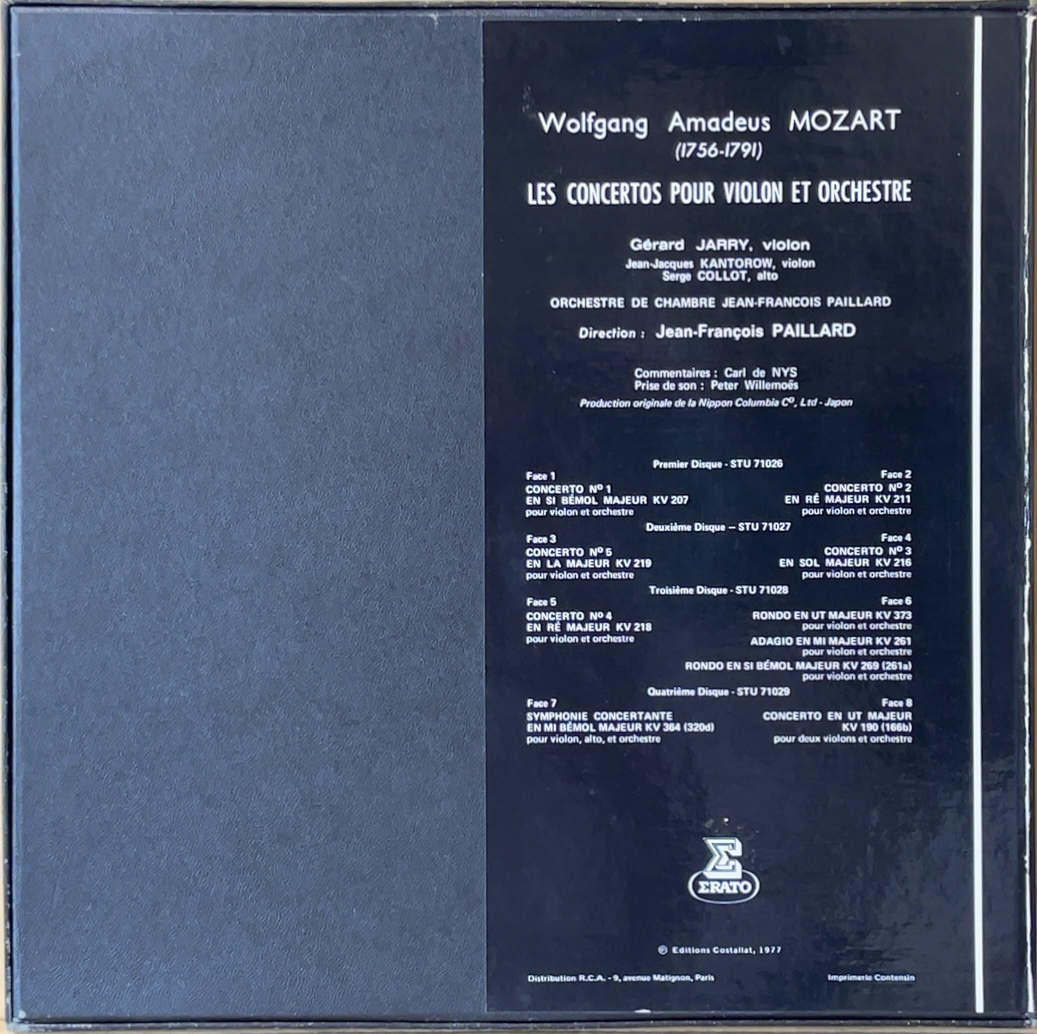 Wolfgang Amadeus MOZART
(1756-1791)
LES CONCERTOS POUR VIOLON ET ORCHESTRE
Gérard JARRY, violon
Jean-Jacques KANTOROW, violon
Serge COLLOT, alto
ORCHESTRE DE CHAMBRE JEAN-FRANCOIS PAILLARD
Direction : Jean-François PAILLARD
Commentaires : Carl de NYS
Prise de son : Peter Willemoës
Production originale de la Nippon Columbia Cº, Ltd - Japon
Premier Disque - STU 71026
Face 1
CONCERTO Nº 1
EN SI BÉMOL MAJEUR KV 207
pour violon et orchestre
Face 2
CONCERTO Nº 2
EN RÉ MAJEUR KV 211
pour violon et orchestre
Deuxième Disque – STU 71027
Face 3
CONCERTO Nº 5
EN LA MAJEUR KV 219
pour violon et orchestre
Face 4
CONCERTO Nº 3
EN SOL MAJEUR KV 216
pour violon et orchestre
Troisième Disque - STU 71028
Face 5
CONCERTO Nº 4
EN RÉ MAJEUR KV 218
pour violon et orchestre
Face 6
RONDO EN UT MAJEUR KV 373
pour violon et orchestre
ADAGIO EN MI MAJEUR KV 261
pour violon et orchestre
RONDO EN SI BÉMOL MAJEUR KV 269 (261a)
pour violon et orchestre
Quatrième Disque - STU 71029
Face 7
SYMPHONIE CONCERTANTE
EN MI BÉMOL MAJEUR KV 364 (320d)
pour violon, alto, et orchestre
Face 8
CONCERTO EN UT MAJEUR
KV 190 (166b)
pour deux violons et orchestre
ΣRATO
℗ Editions Costallat, 1977
Distribution R.C.A. - 9, avenue Matignon, Paris
Imprimerie Contensin